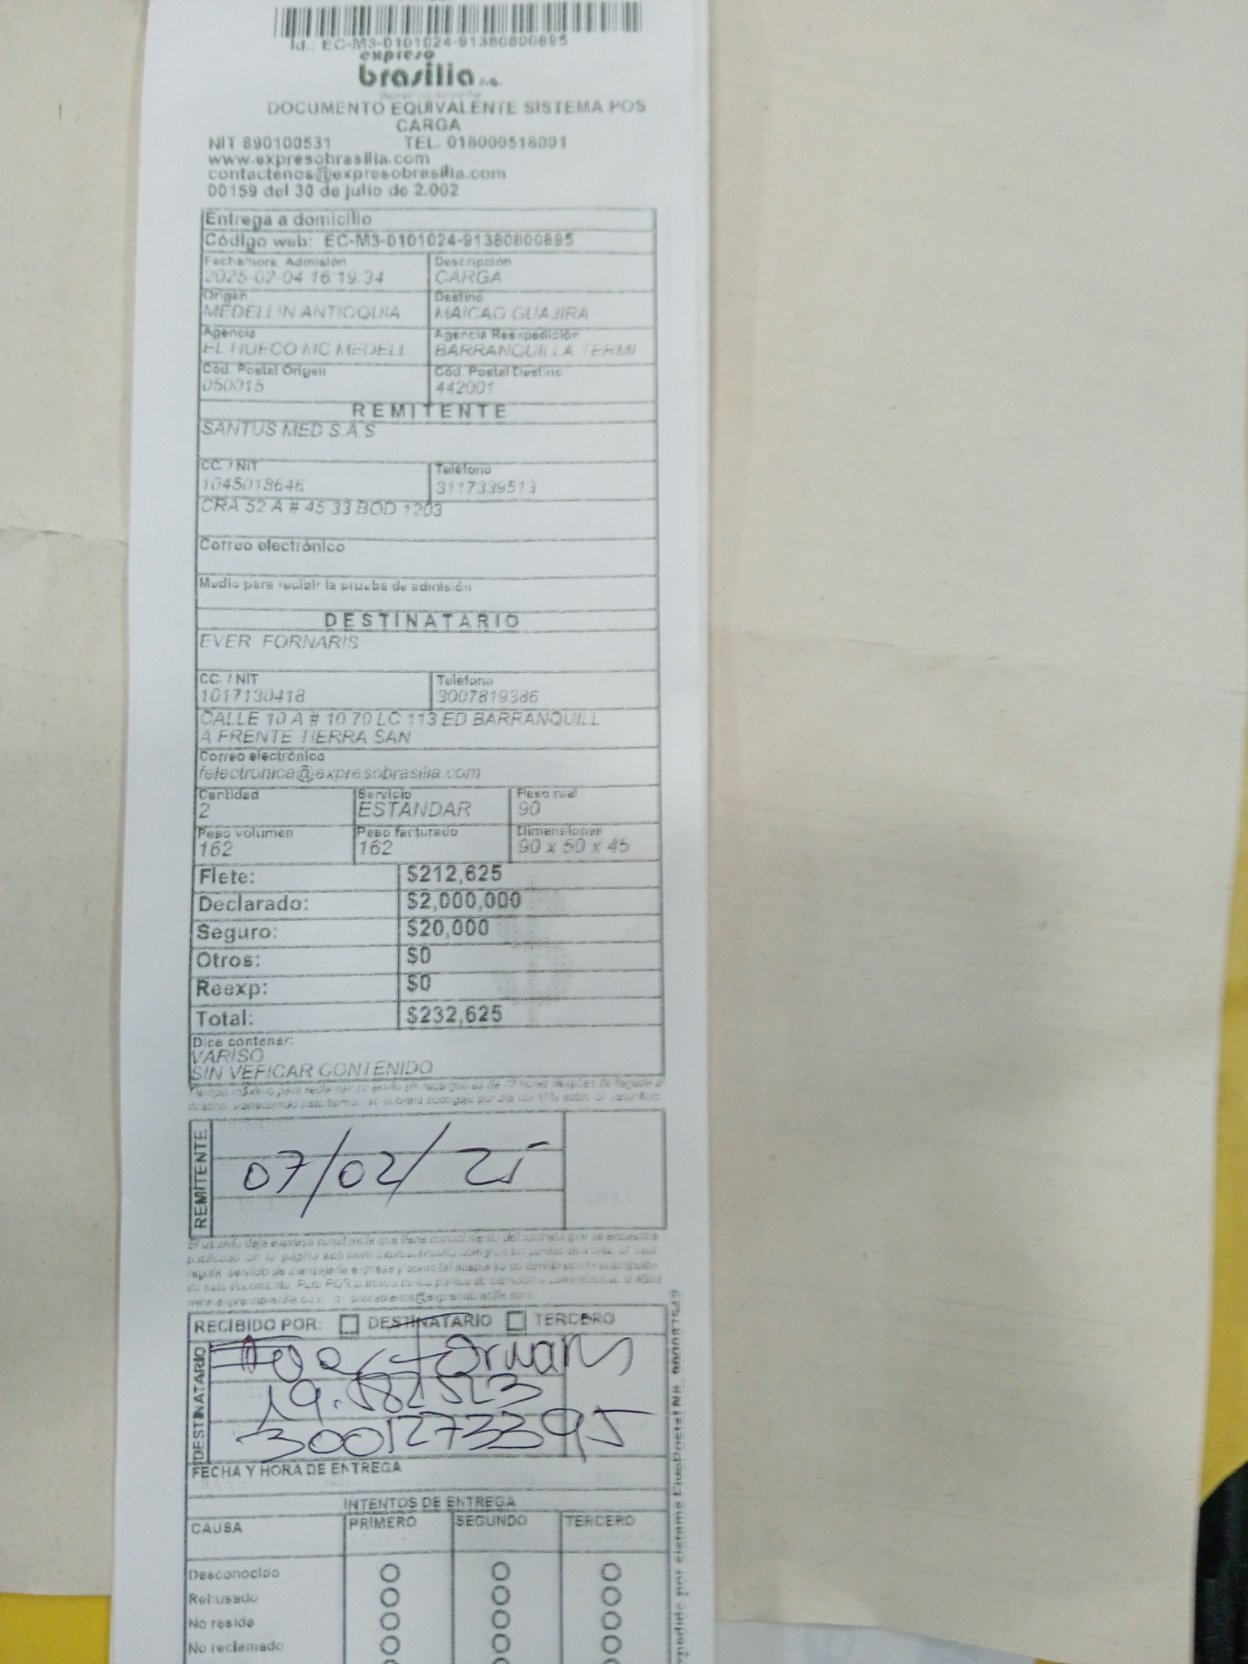 Id.: EC-M3-0101024-91380800895
expreso
brasilia s.a.
DOCUMENTO EQUIVALENTE SISTEMA POS
CARGA
NIT 890100531 TEL. 018000518001
www.expresobrasilia.com
contactenos@expresobrasilia.com
00159 del 30 de julio de 2.002
Entrega a domicilio
Código web: EC-M3-0101024-91380800895
Fecha/hora Admisión Descripción
2025-02-04 16:19:34 CARGA
Origen Destino
MEDELLIN ANTIOQUIA MAICAO GUAJIRA
Agencia Agencia Reexpedición
EL HUECO MC MEDELL BARRANQUILLA TERMI
Cód. Postal Origen Cód. Postal Destino
050015 442001
REMITENTE
SANTUS MED S.A.S
CC. / NIT Teléfono
1045018646 3117339513
CRA 52 A # 45 33 BOD 1203
Correo electrónico
Medio para recibir la prueba de admisión
DESTINATARIO
EVER FORNARIS
CC. / NIT Teléfono
1017130418 3007819386
CALLE 10 A # 10 70 LC 113 ED BARRANQUILL
A FRENTE TIERRA SAN
Correo electrónico
felectronica@expresobrasilia.com
Cantidad Servicio Peso real
2 ESTANDAR 90
Peso volumen Peso facturado Dimensiones
162 162 90 x 50 x 45
Flete: $212,625
Declarado: $2,000,000
Seguro: $20,000
Otros: $0
Reexp: $0
Total: $232,625
Dice contener:
VARISO
SIN VEFICAR CONTENIDO
REMITENTE
07/02/25
RECIBIDO POR: DESTINATARIO TERCERO
DESTINATARIO
3001273395
FECHA Y HORA DE ENTREGA
INTENTOS DE ENTREGA
CAUSA PRIMERO SEGUNDO TERCERO
Desconocido
Rehusado
No reside
No reclamado